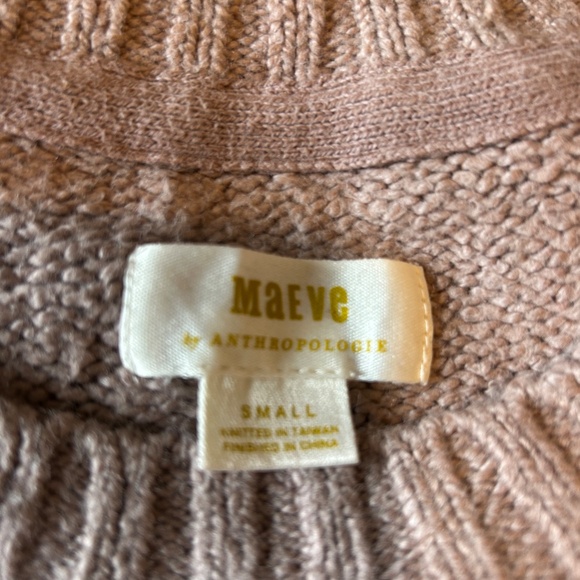 MaEVe
by ANTHROPOLOGIE
SMALL
KNITTED IN TAIWAN
FINISHED IN CHINA